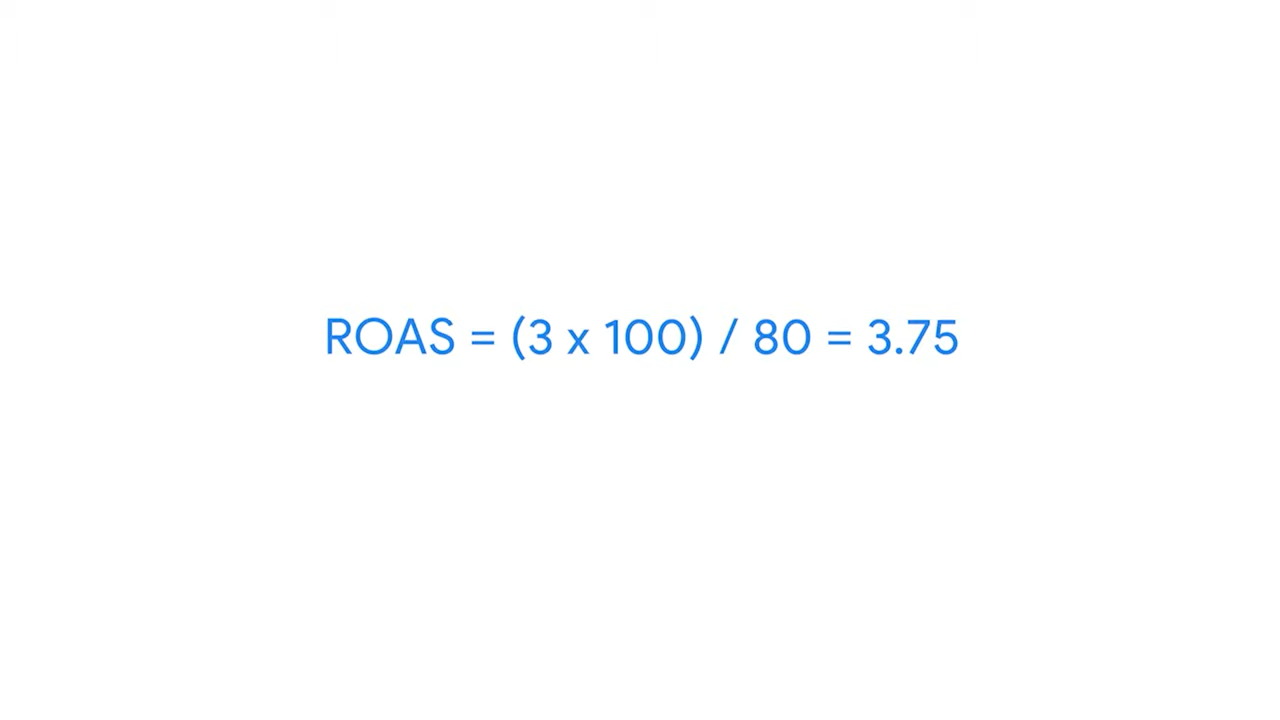 ROAS = (3 x 100) / 80 = 3.75